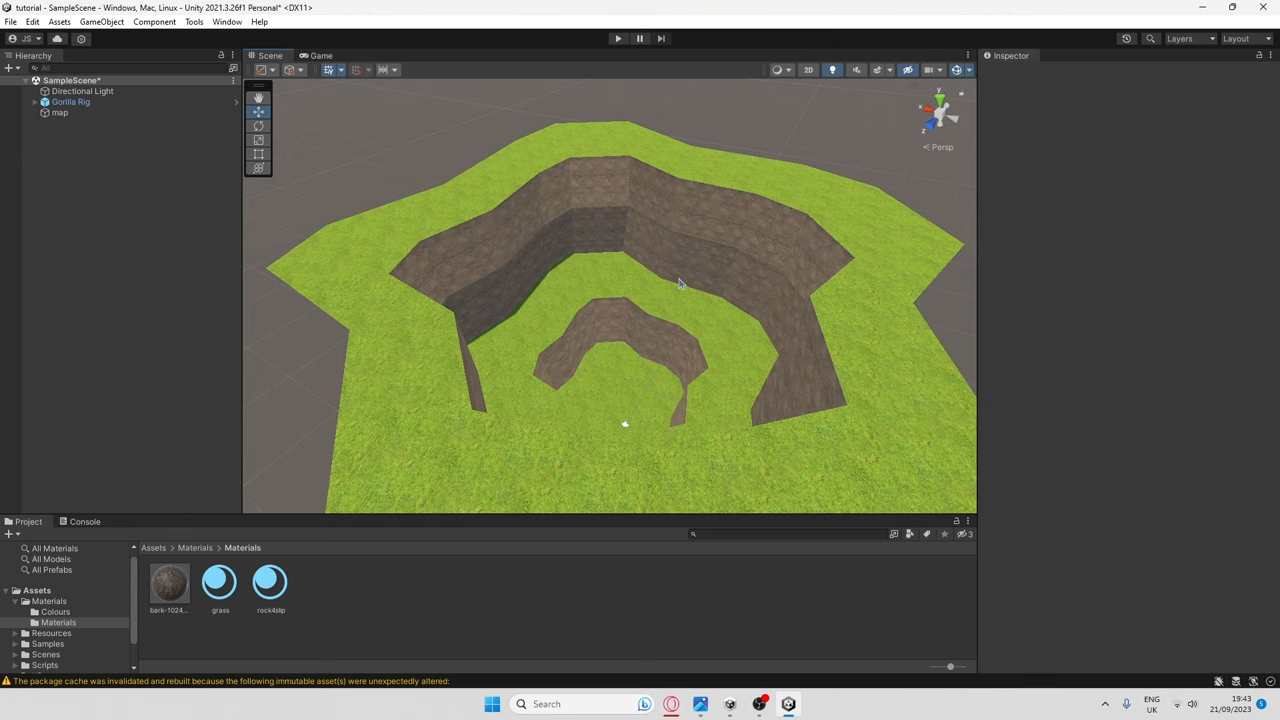 tutorial - SampleScene - Windows, Mac, Linux - Unity 2021.3.26f1 Personal* <DX11>
File Edit Assets GameObject Component Tools Window Help
JS Layers Layout
Hierarchy Scene Game Inspector
All
2D
SampleScene*
Directional Light
Gorilla Rig
map
y
x
z
Persp
Project Console
3
All Materials
All Models
All Prefabs
Assets > Materials > Materials
Assets
Materials
Colours
Materials
Resources
Samples
Scenes
Scripts
bark-1024... grass rock4slip
The package cache was invalidated and rebuilt because the following immutable asset(s) were unexpectedly altered:
Search
ENG
UK
19:43
21/09/2023
5